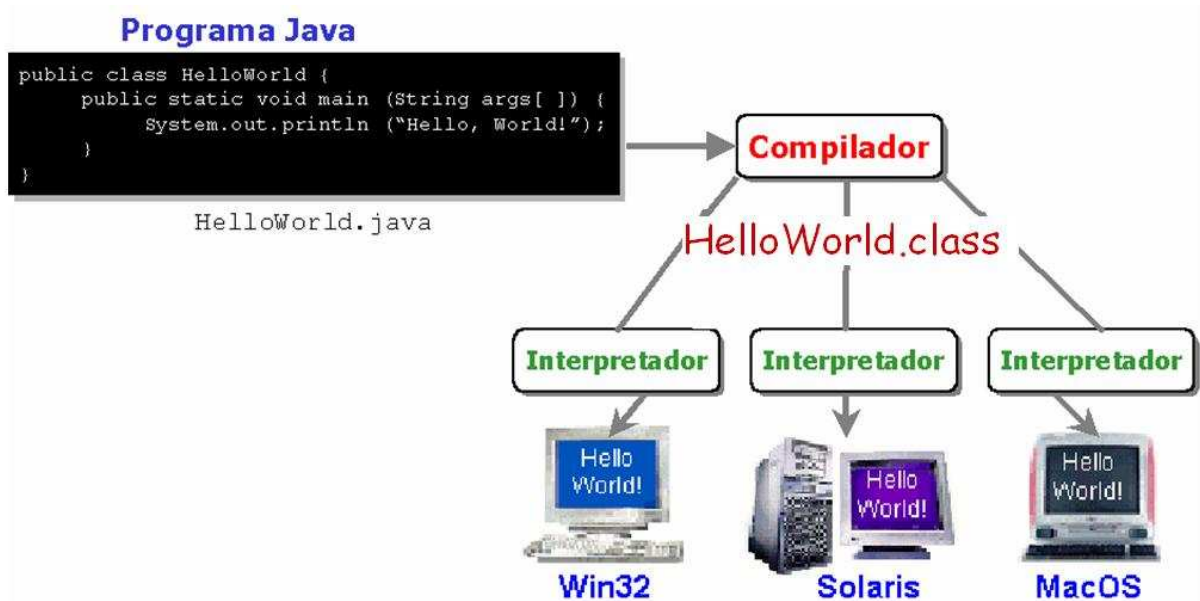 Programa Java
public class HelloWorld {
public static void main (String args[ ]) {
System.out.println (“Hello, World!”);
}
}
HelloWorld.java
Compilador
HelloWorld.class
Interpretador Interpretador Interpretador
Hello
World!
Hello
World!
Hello
World!
Win32 Solaris MacOS